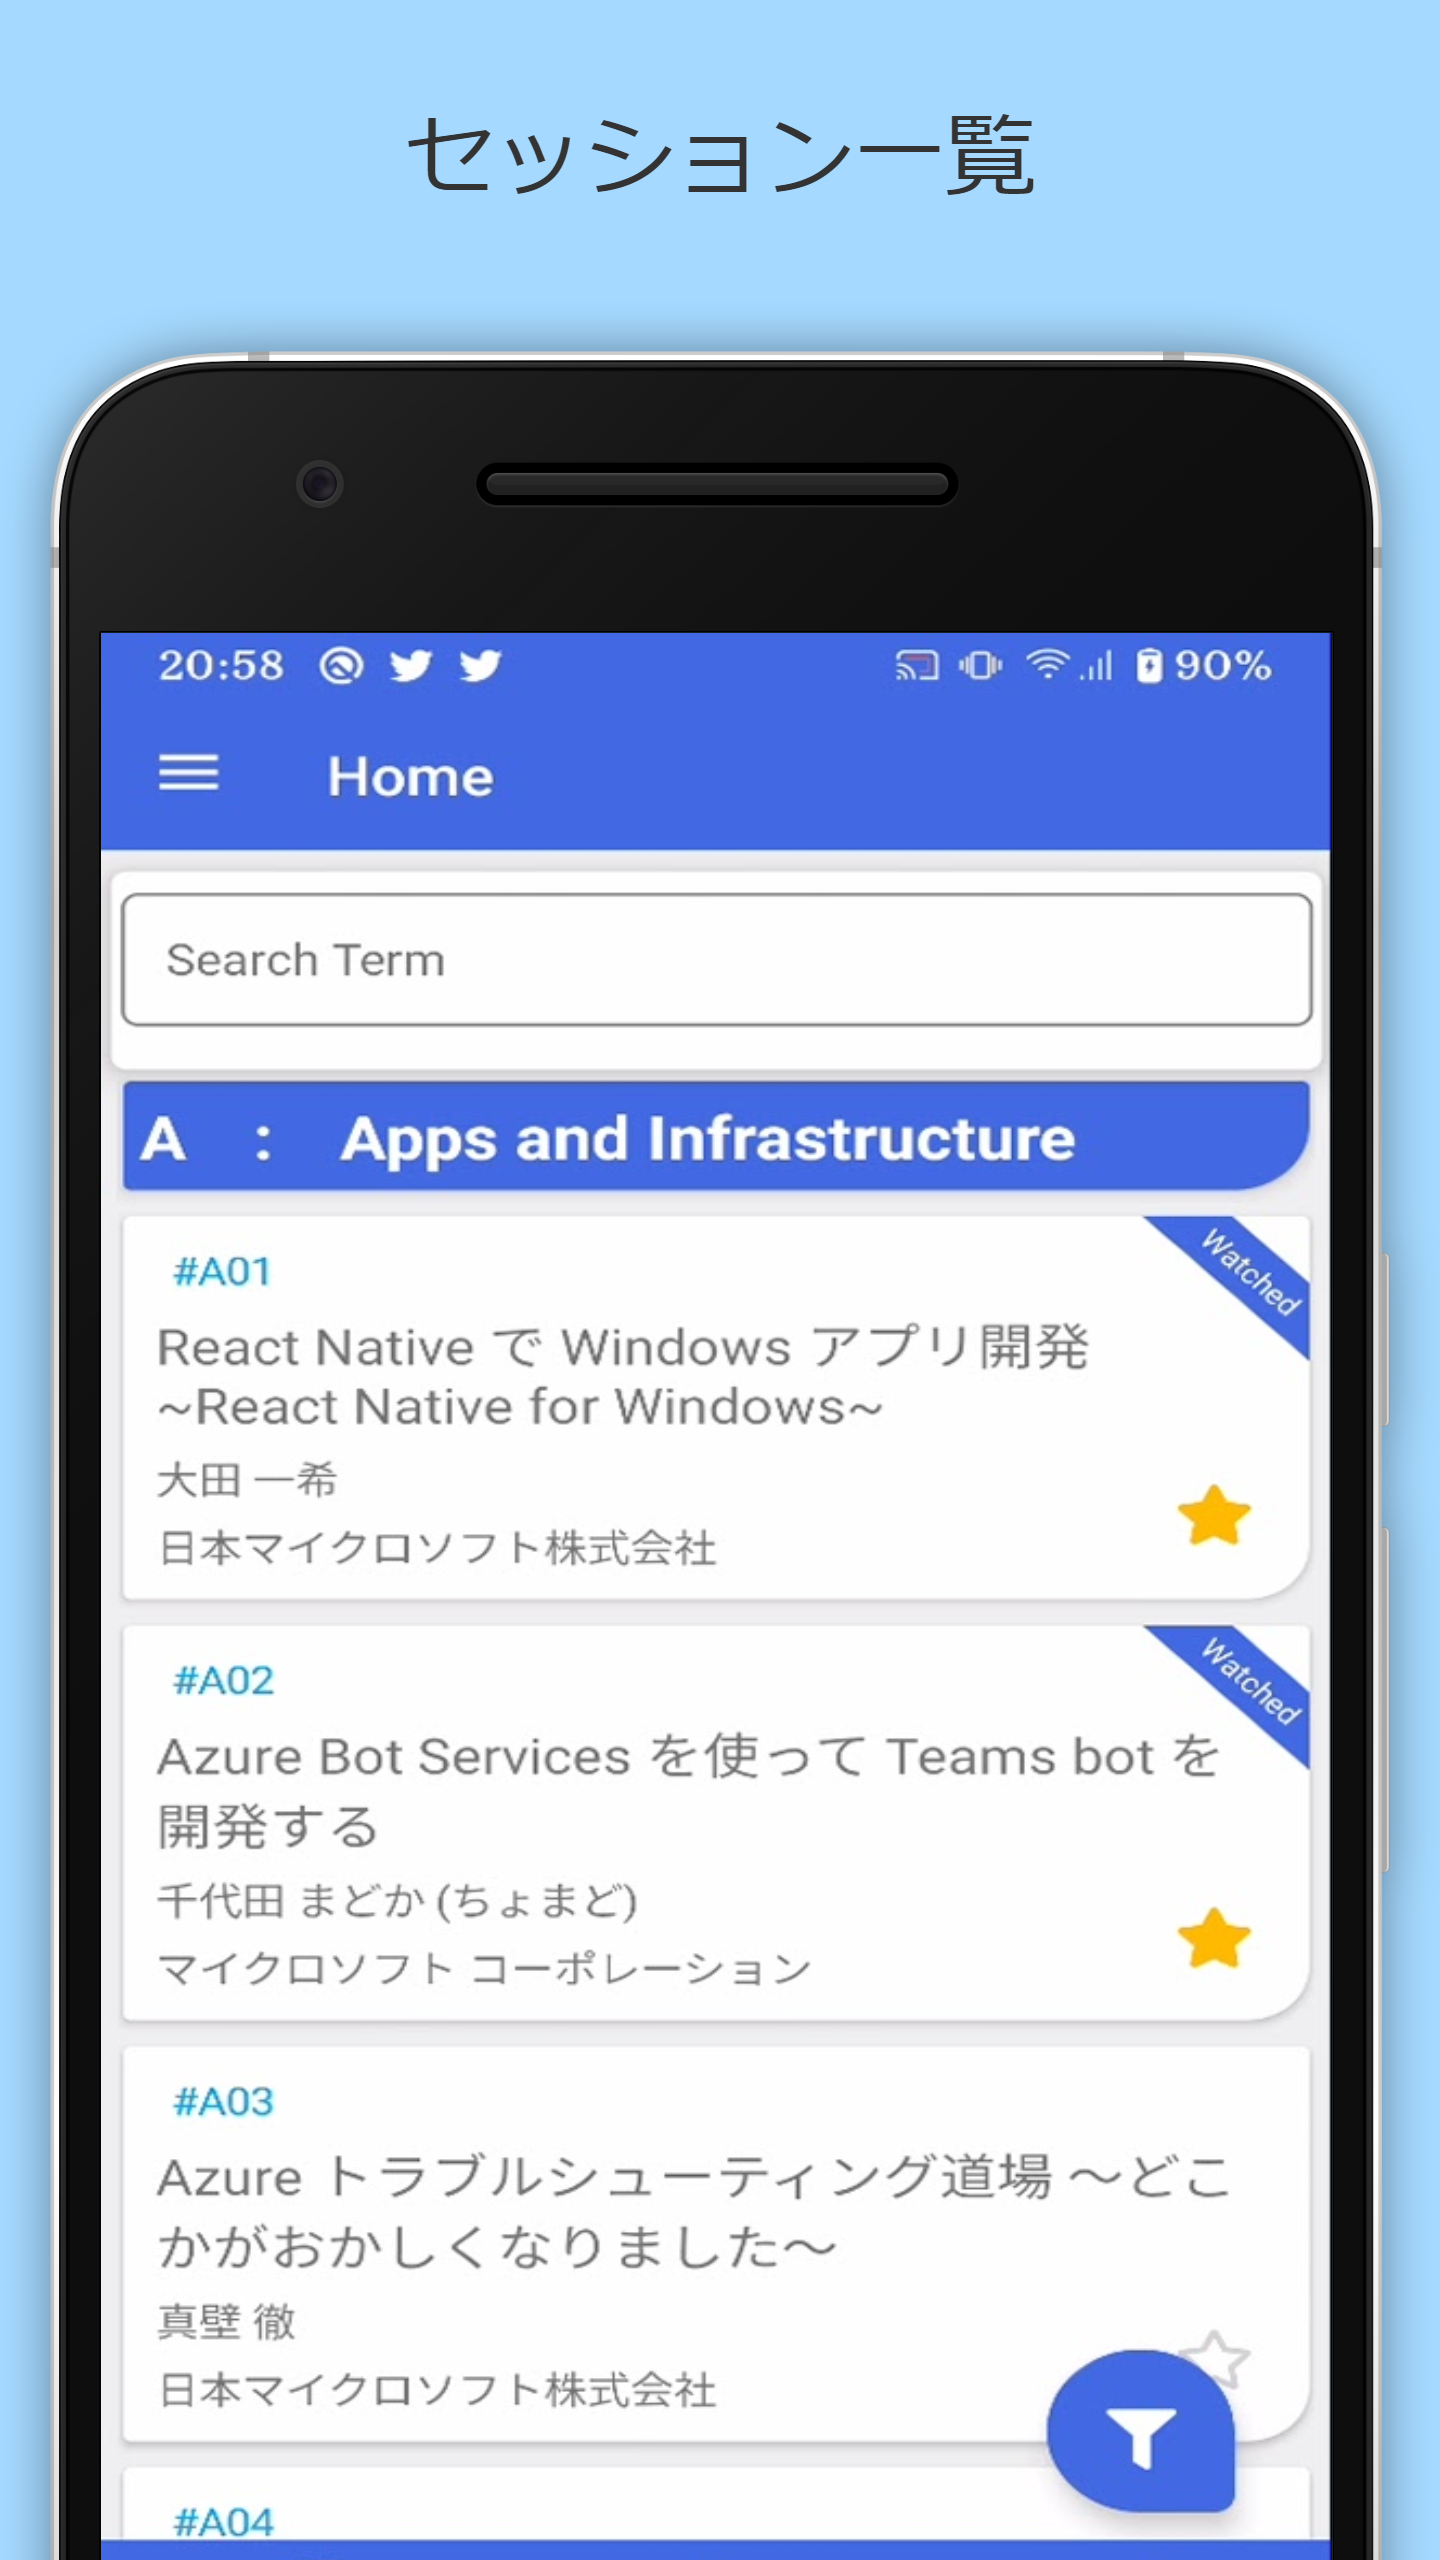 セッション一覧
20:58
90%
Home
Search Term
A : Apps and Infrastructure
#A01
Watched
React Native で Windows アプリ開発
~React Native for Windows~
大田 一希
日本マイクロソフト株式会社
#A02
Watched
Azure Bot Services を使って Teams bot を
開発する
千代田 まどか (ちょまど)
マイクロソフト コーポレーション
#A03
Azure トラブルシューティング道場 〜どこ
かがおかしくなりました〜
真壁 徹
日本マイクロソフト株式会社
#A04